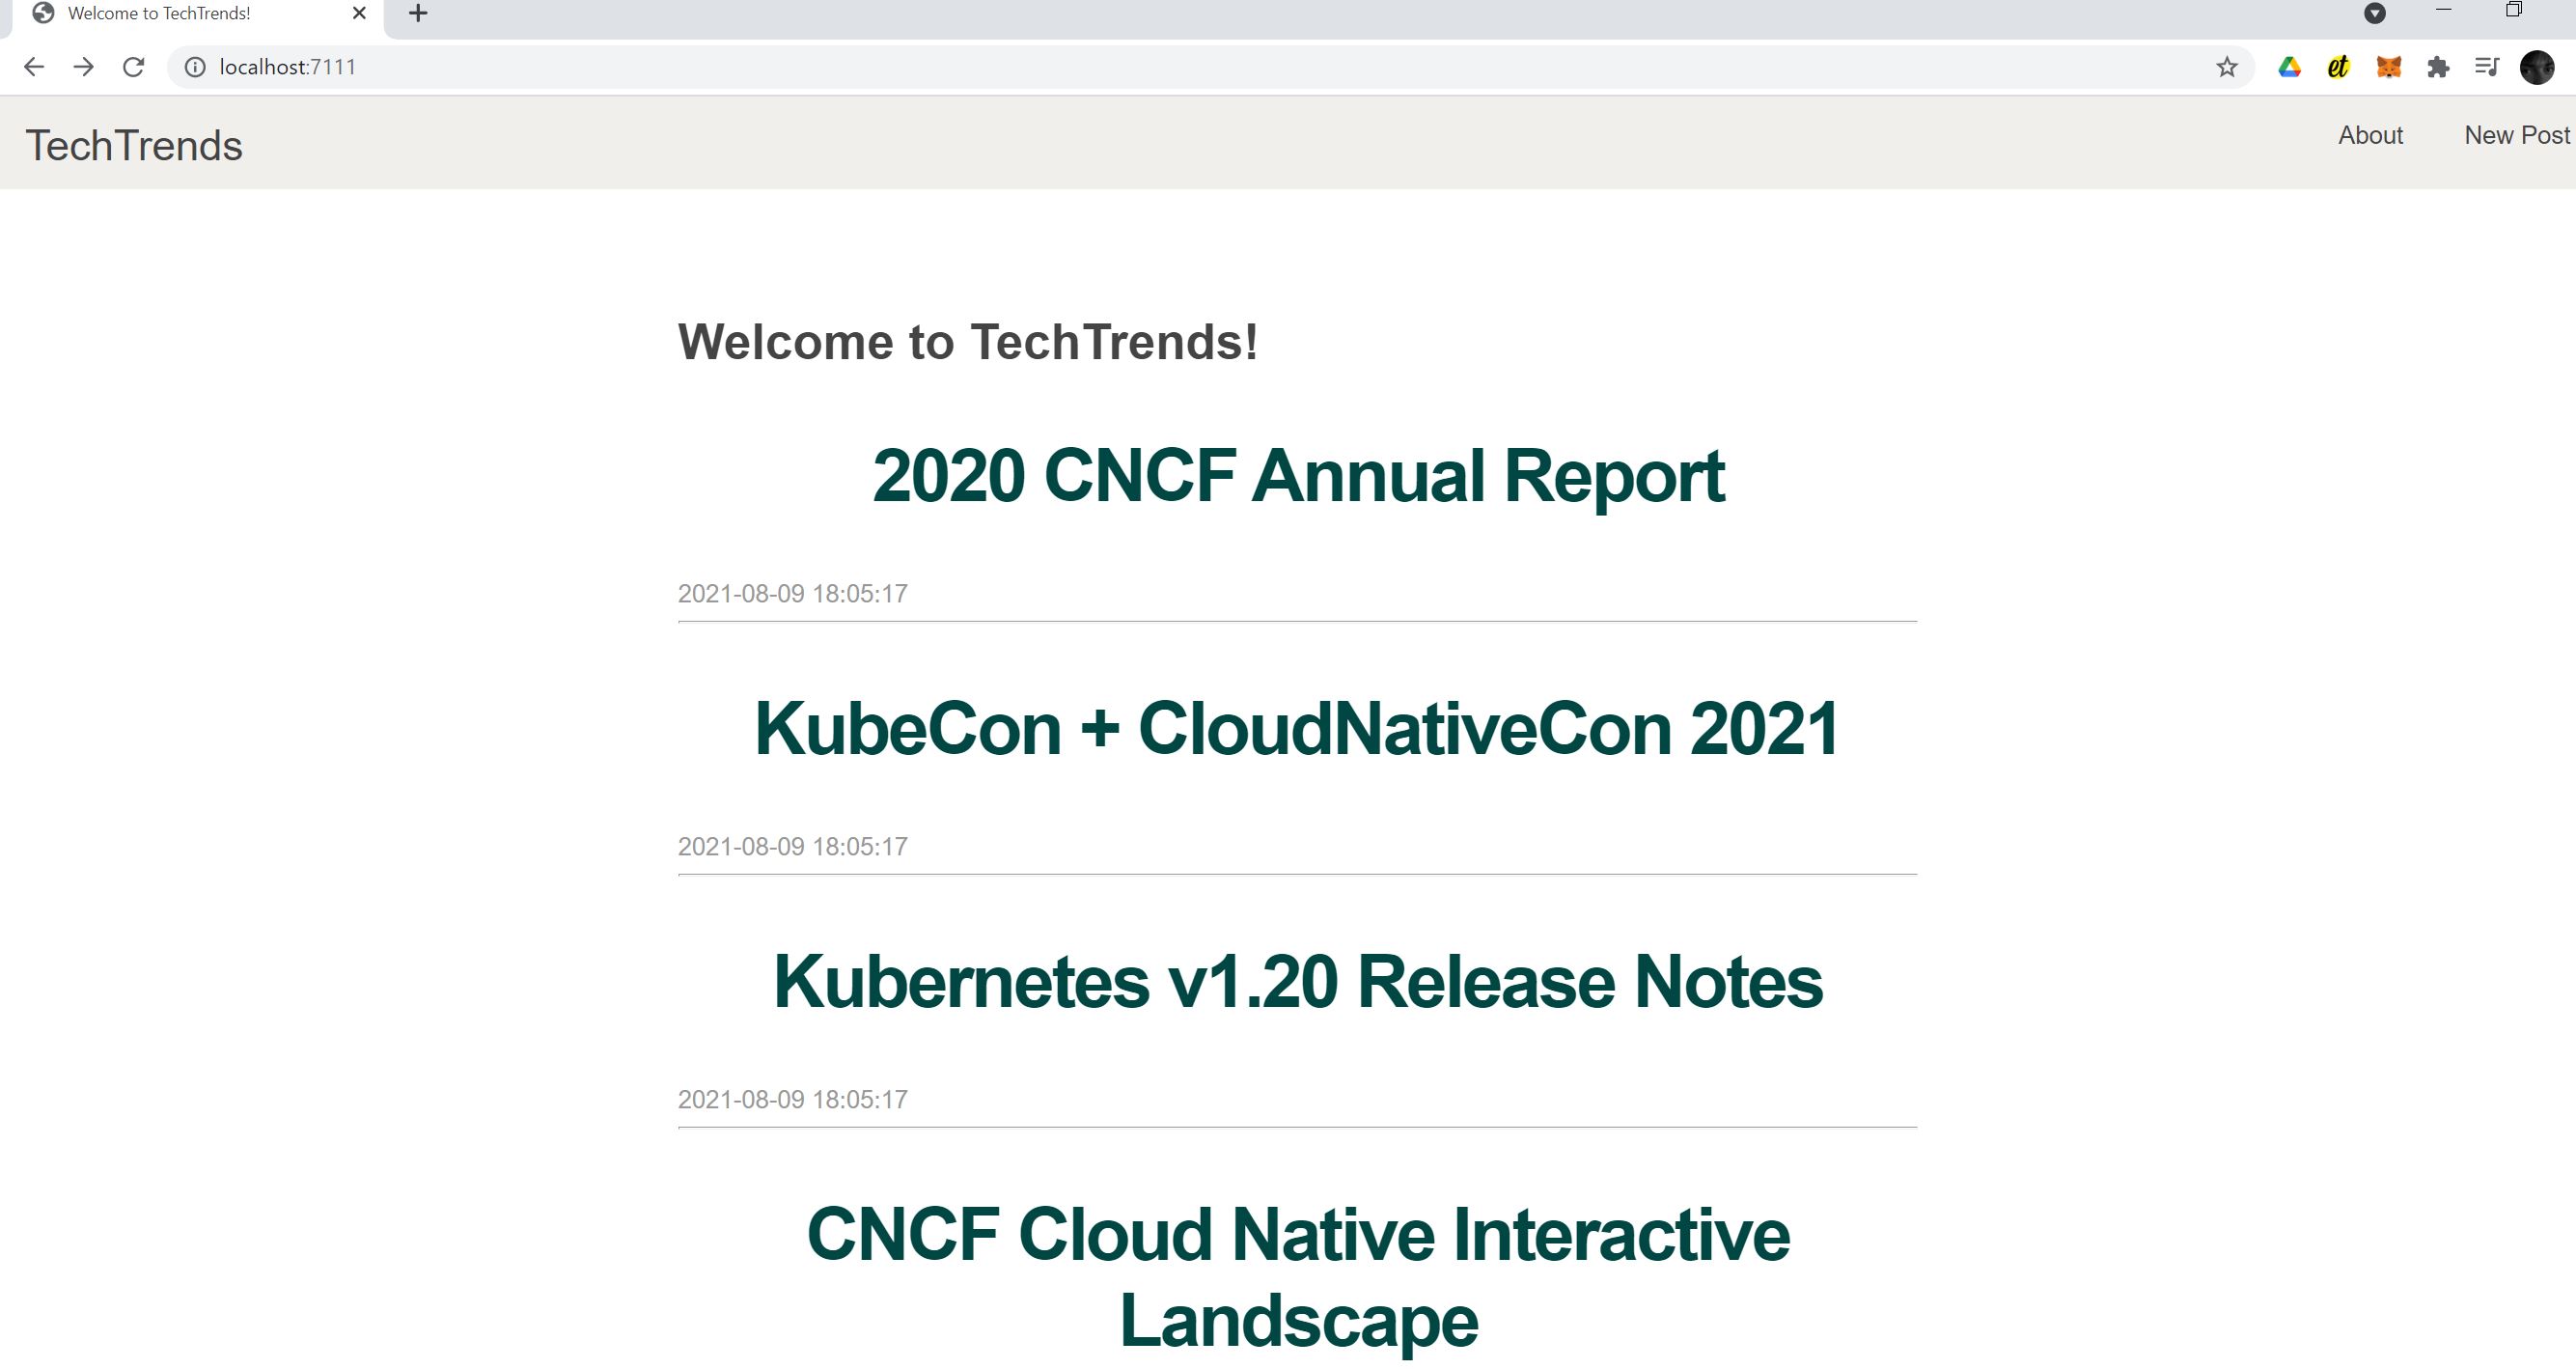 Welcome to TechTrends!
localhost:7111
et
TechTrends
About
New Post
Welcome to TechTrends!
2020 CNCF Annual Report
2021-08-09 18:05:17
KubeCon + CloudNativeCon 2021
2021-08-09 18:05:17
Kubernetes v1.20 Release Notes
2021-08-09 18:05:17
CNCF Cloud Native Interactive
Landscape